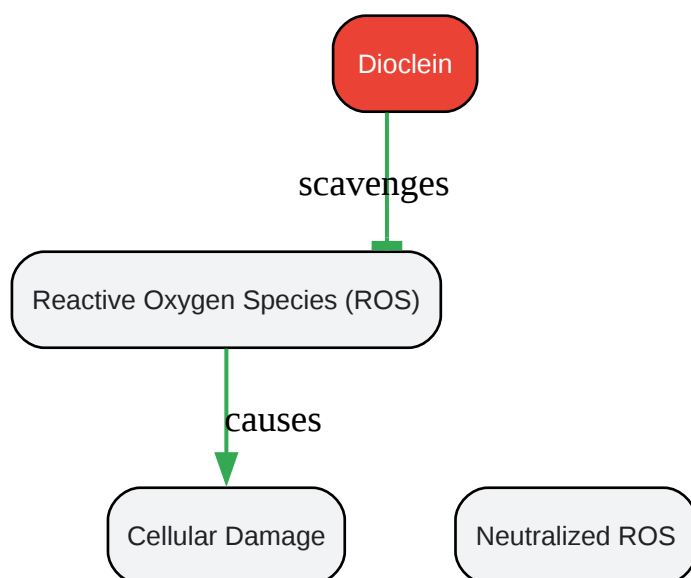 Dioclein
scavenges
Reactive Oxygen Species (ROS)
causes
Cellular Damage
Neutralized ROS